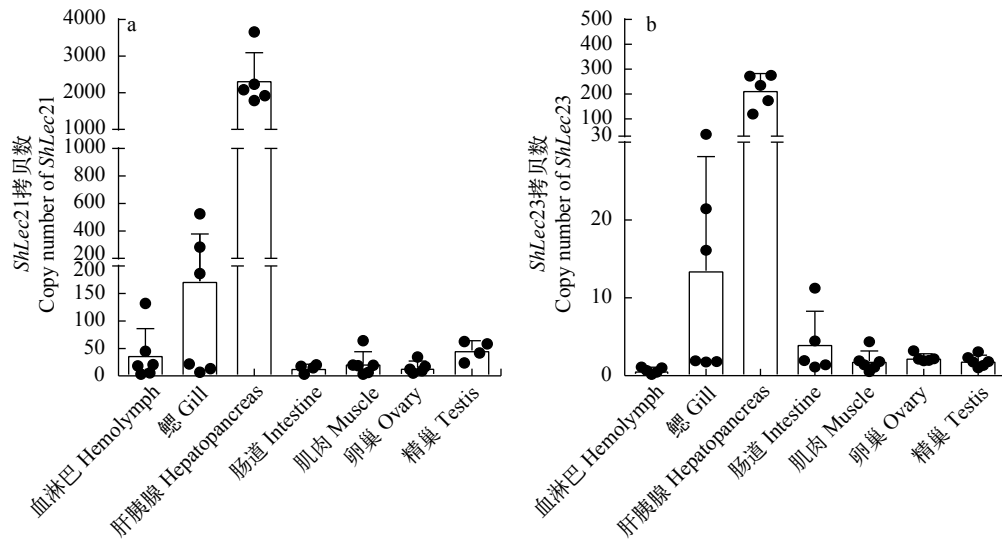 a
ShLec21拷贝数
Copy number of ShLec21
4000
3000
2000
1000
1000
800
600
400
200
150
100
50
0
血淋巴 Hemolymph
鳃 Gill
肝胰腺 Hepatopancreas
肠道 Intestine
肌肉 Muscle
卵巢 Ovary
精巢 Testis
b
ShLec23拷贝数
Copy number of ShLec23
500
400
300
200
100
30
20
10
0
血淋巴 Hemolymph
鳃 Gill
肝胰腺 Hepatopancreas
肠道 Intestine
肌肉 Muscle
卵巢 Ovary
精巢 Testis